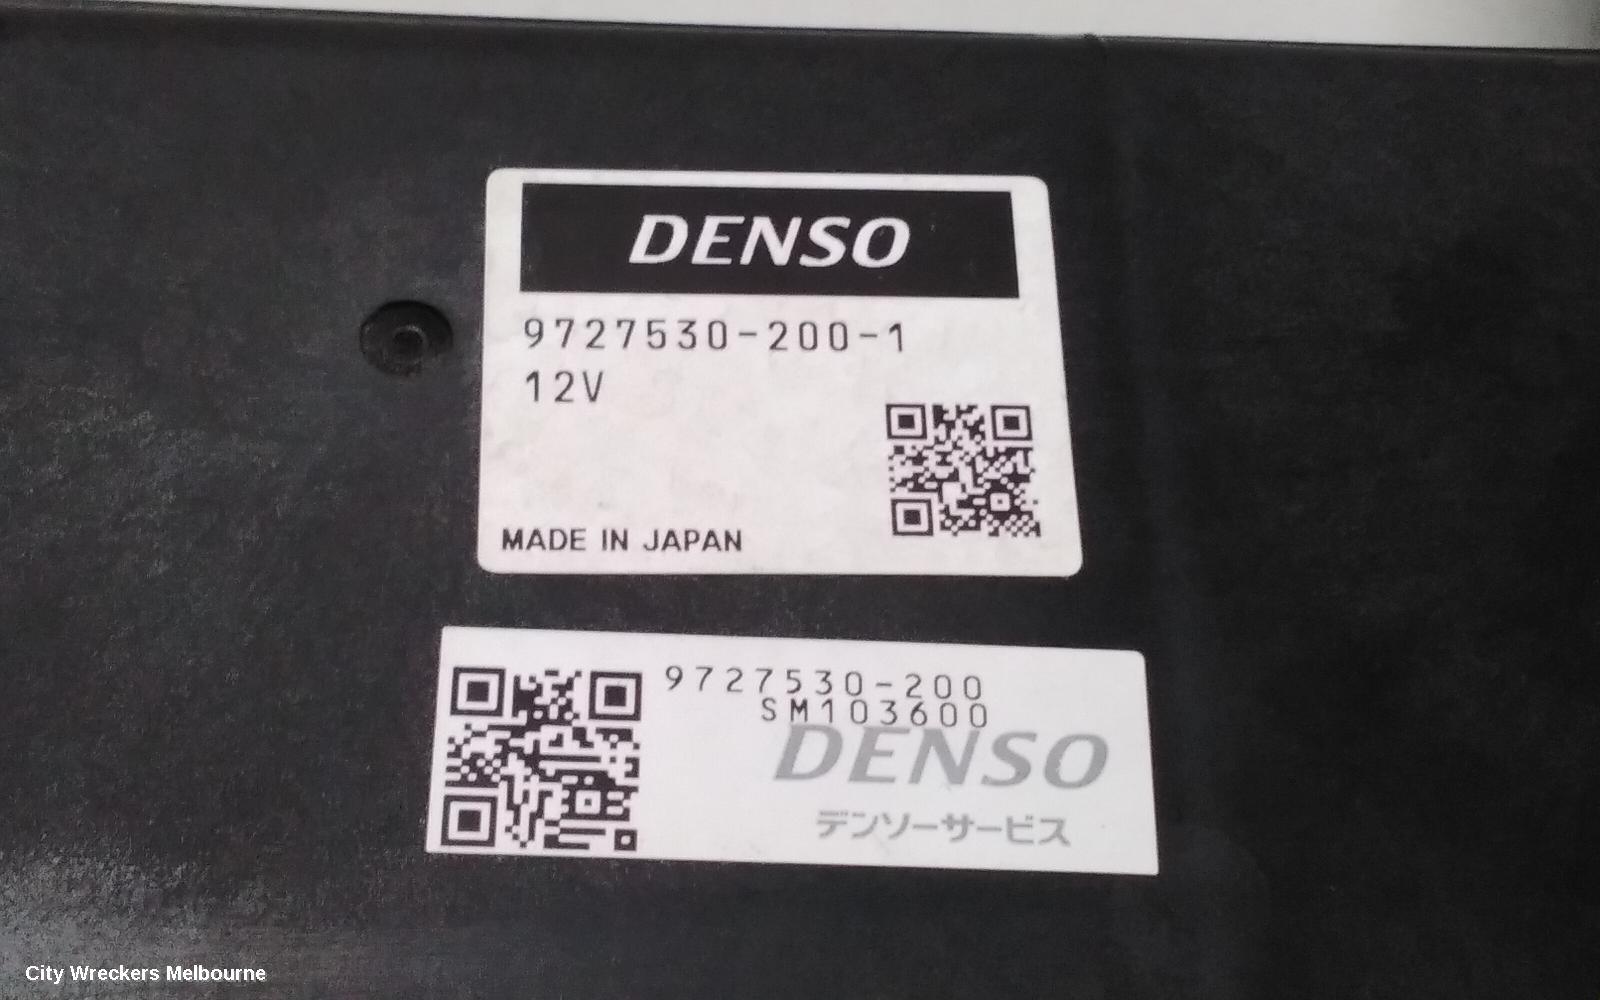 DENSO
9727530-200-1
12V
MADE IN JAPAN
9727530-200
SM103600
DENSO
デンソーサービス
City Wreckers Melbourne